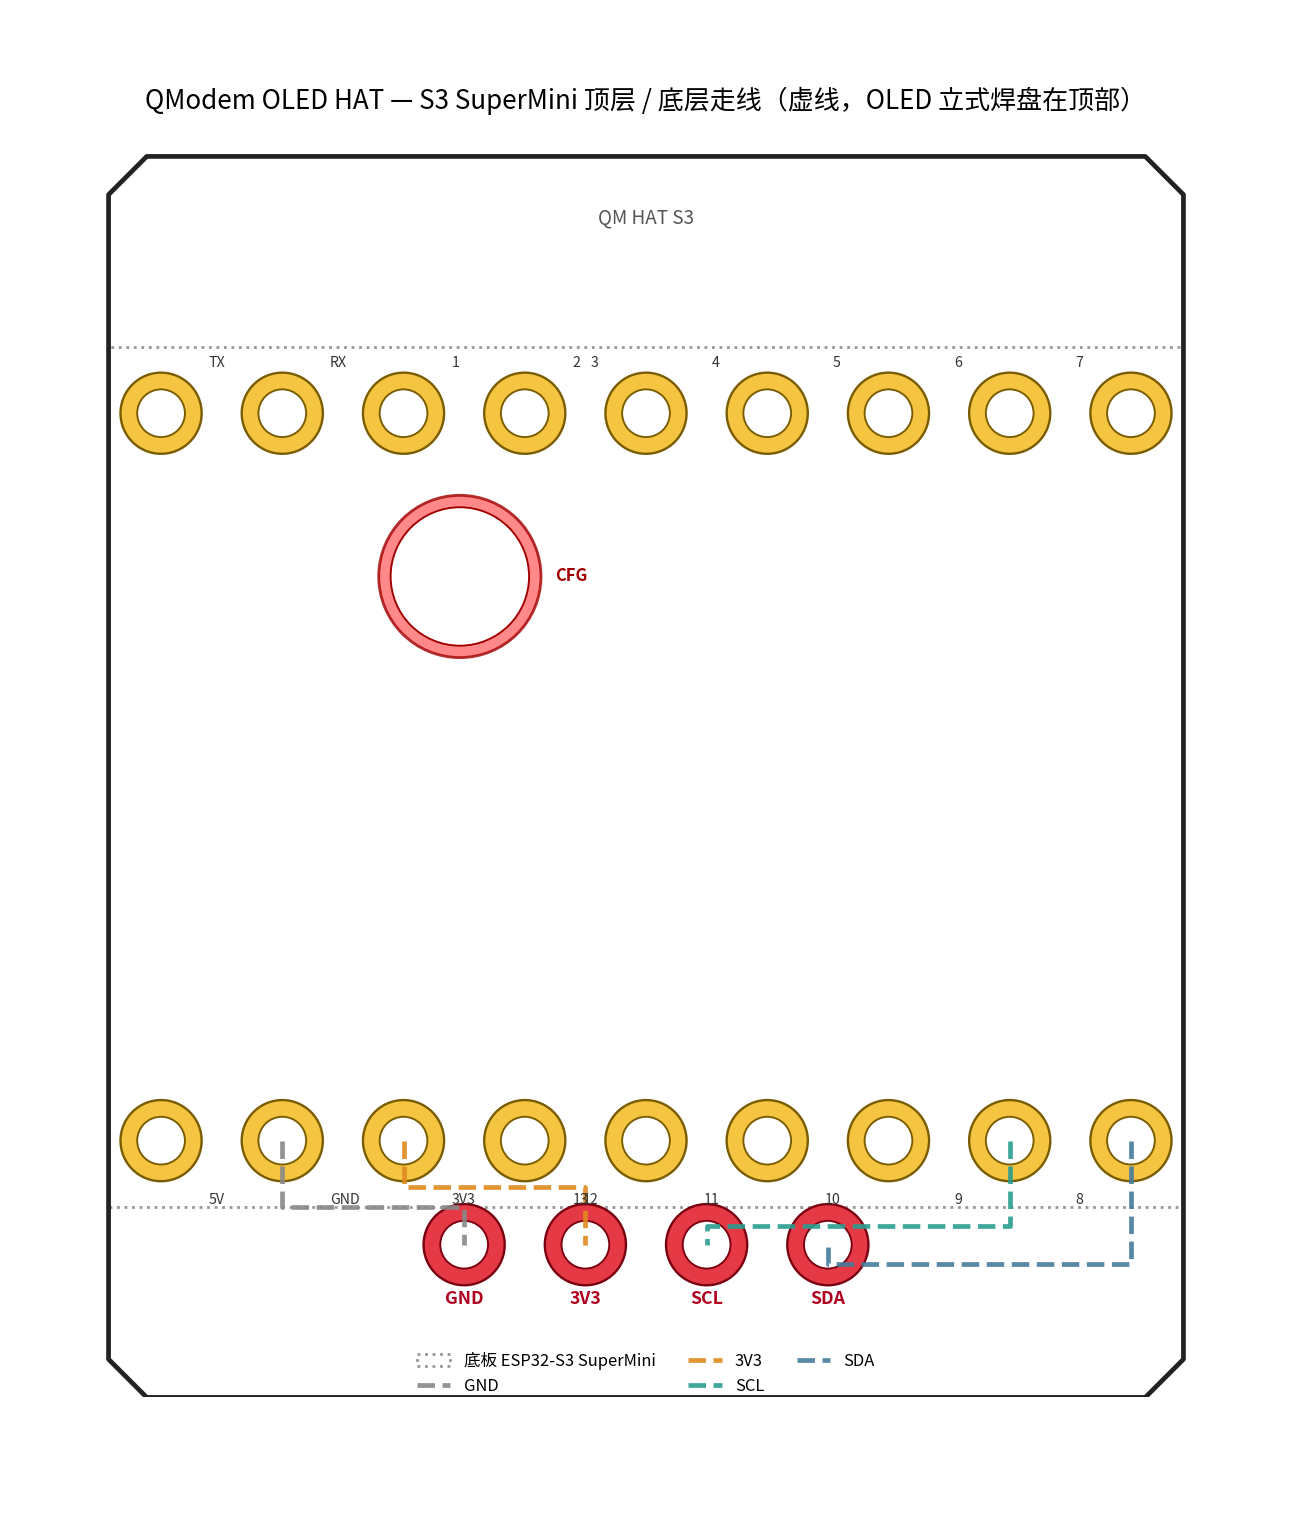 QModem OLED HAT — S3 SuperMini 顶层 / 底层走线（虚线，OLED 立式焊盘在顶部）
QM HAT S3
TX RX 1 2 3 4 5 6 7
CFG
5V GND 3V3 13 12 11 10 9 8
GND 3V3 SCL SDA
底板 ESP32-S3 SuperMini 3V3 SDA
GND SCL